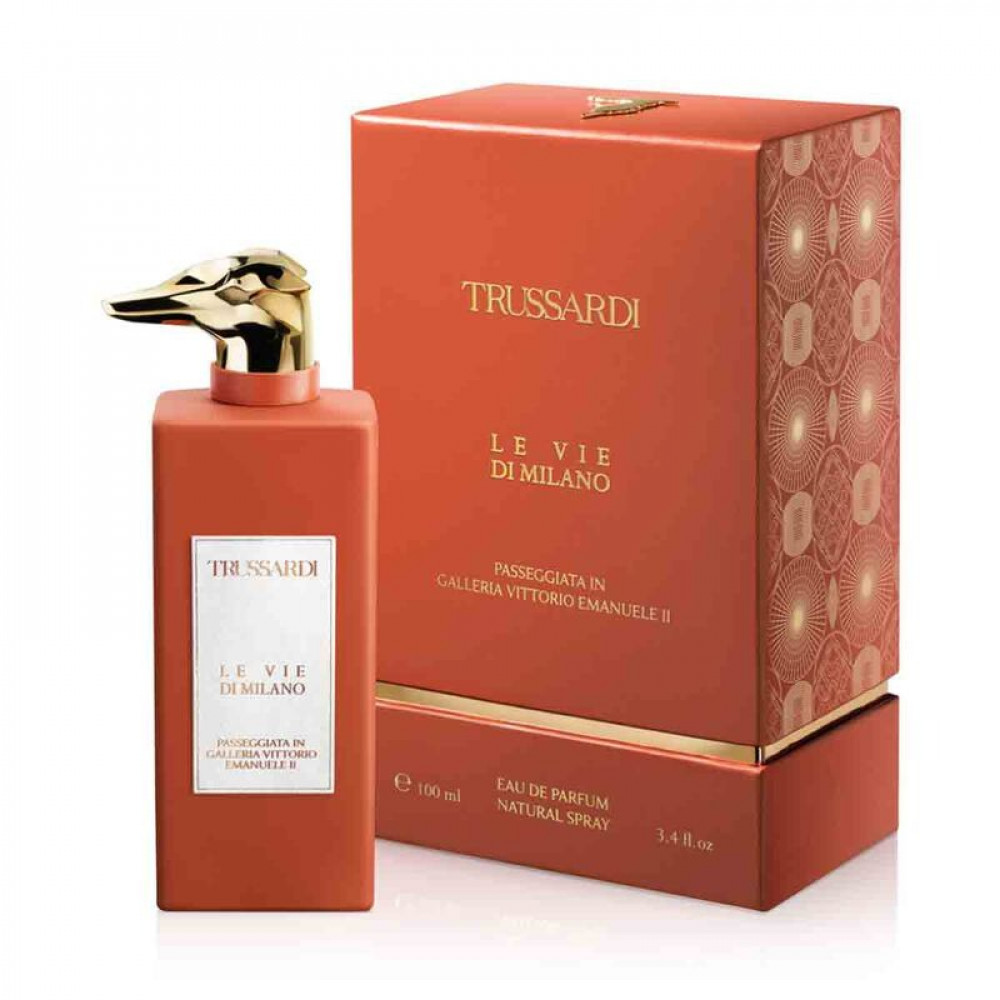 TRUSSARDI
LE VIE
DI MILANO
PASSEGGIATA IN
GALLERIA VITTORIO
EMANUELE II
TRUSSARDI
LE VIE
DI MILANO
PASSEGGIATA IN
GALLERIA VITTORIO EMANUELE II
e 100 ml
EAU DE PARFUM
NATURAL SPRAY
3.4 fl.oz